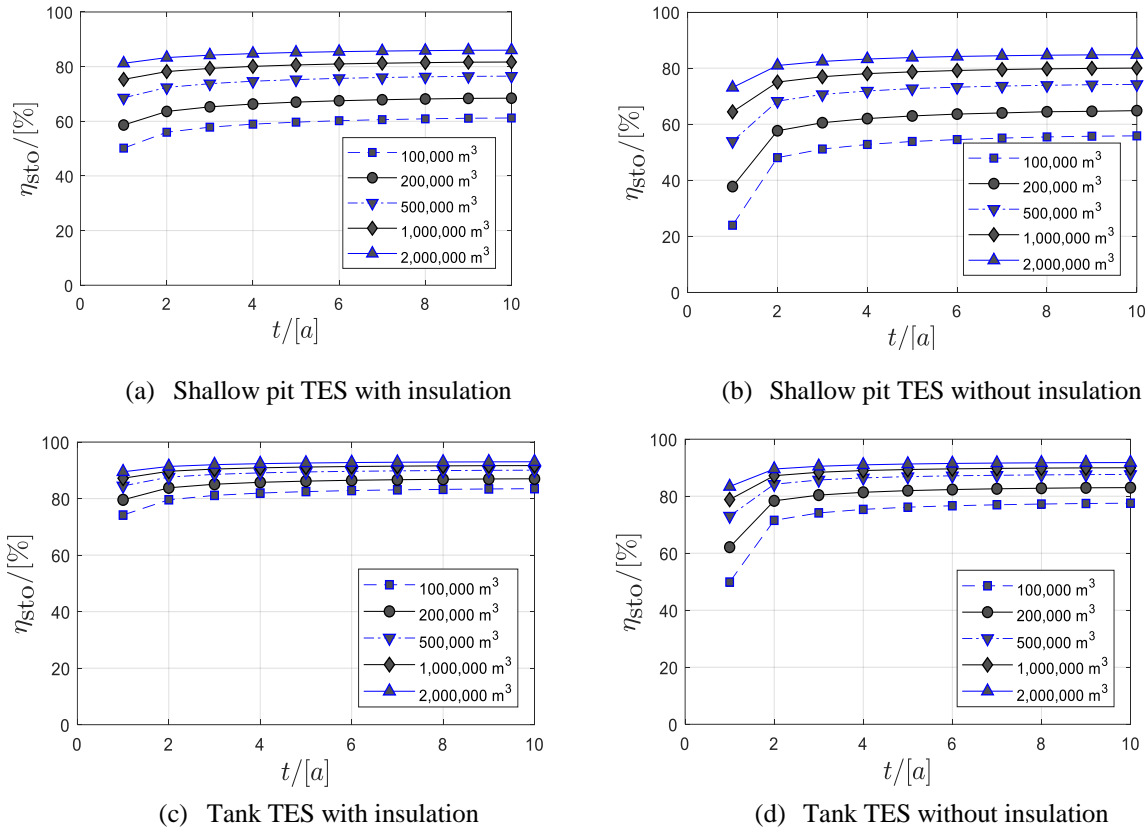 100
80
60
40
20
0
η_sto/[%]
100,000 m³
200,000 m³
500,000 m³
1,000,000 m³
2,000,000 m³
0 2 4 6 8 10
t/[a]
(a) Shallow pit TES with insulation
100
80
60
40
20
0
η_sto/[%]
100,000 m³
200,000 m³
500,000 m³
1,000,000 m³
2,000,000 m³
0 2 4 6 8 10
t/[a]
(b) Shallow pit TES without insulation
100
80
60
40
20
0
η_sto/[%]
100,000 m³
200,000 m³
500,000 m³
1,000,000 m³
2,000,000 m³
0 2 4 6 8 10
t/[a]
(c) Tank TES with insulation
100
80
60
40
20
0
η_sto/[%]
100,000 m³
200,000 m³
500,000 m³
1,000,000 m³
2,000,000 m³
0 2 4 6 8 10
t/[a]
(d) Tank TES without insulation